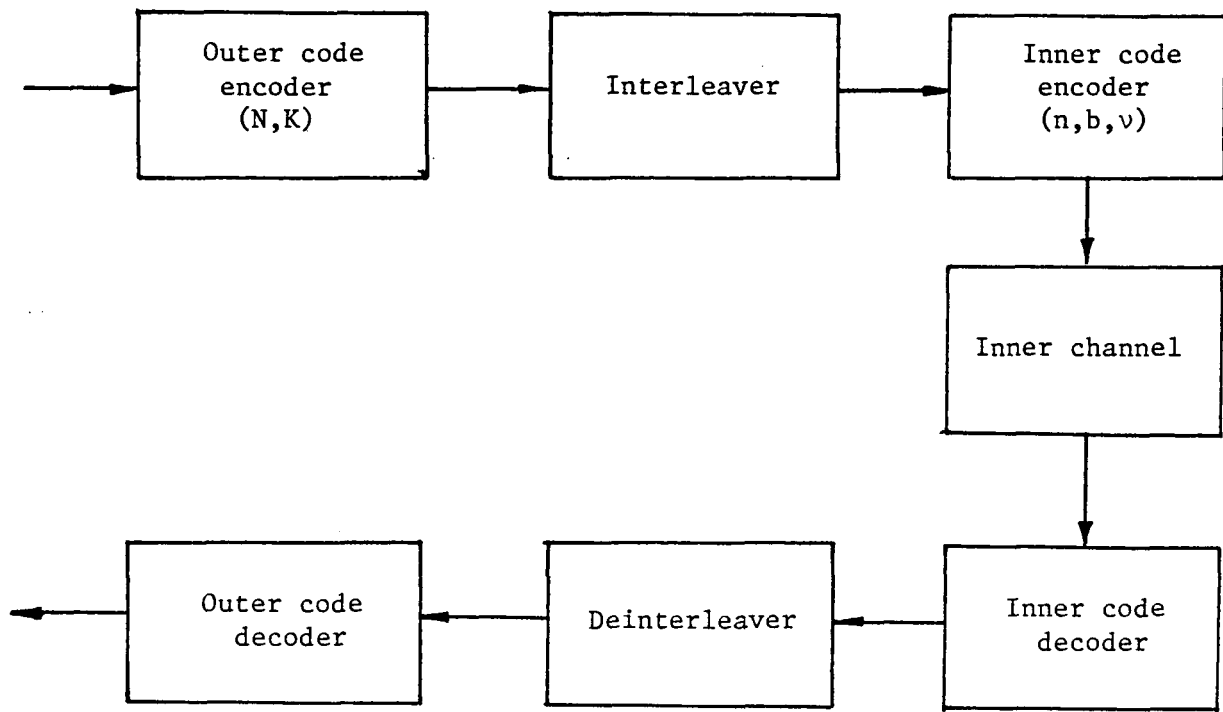 Outer code
encoder
(N,K)
Interleaver
Inner code
encoder
(n,b,ν)
Inner channel
Inner code
decoder
Deinterleaver
Outer code
decoder